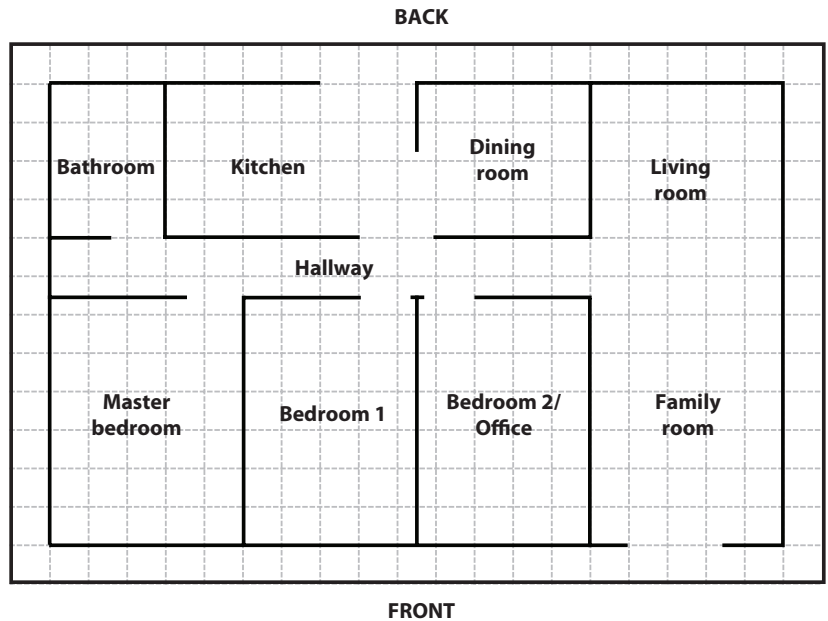 BACK
Bathroom
Kitchen
Dining
room
Living
room
Hallway
Master
bedroom
Bedroom 1
Bedroom 2/
Office
Family
room
FRONT